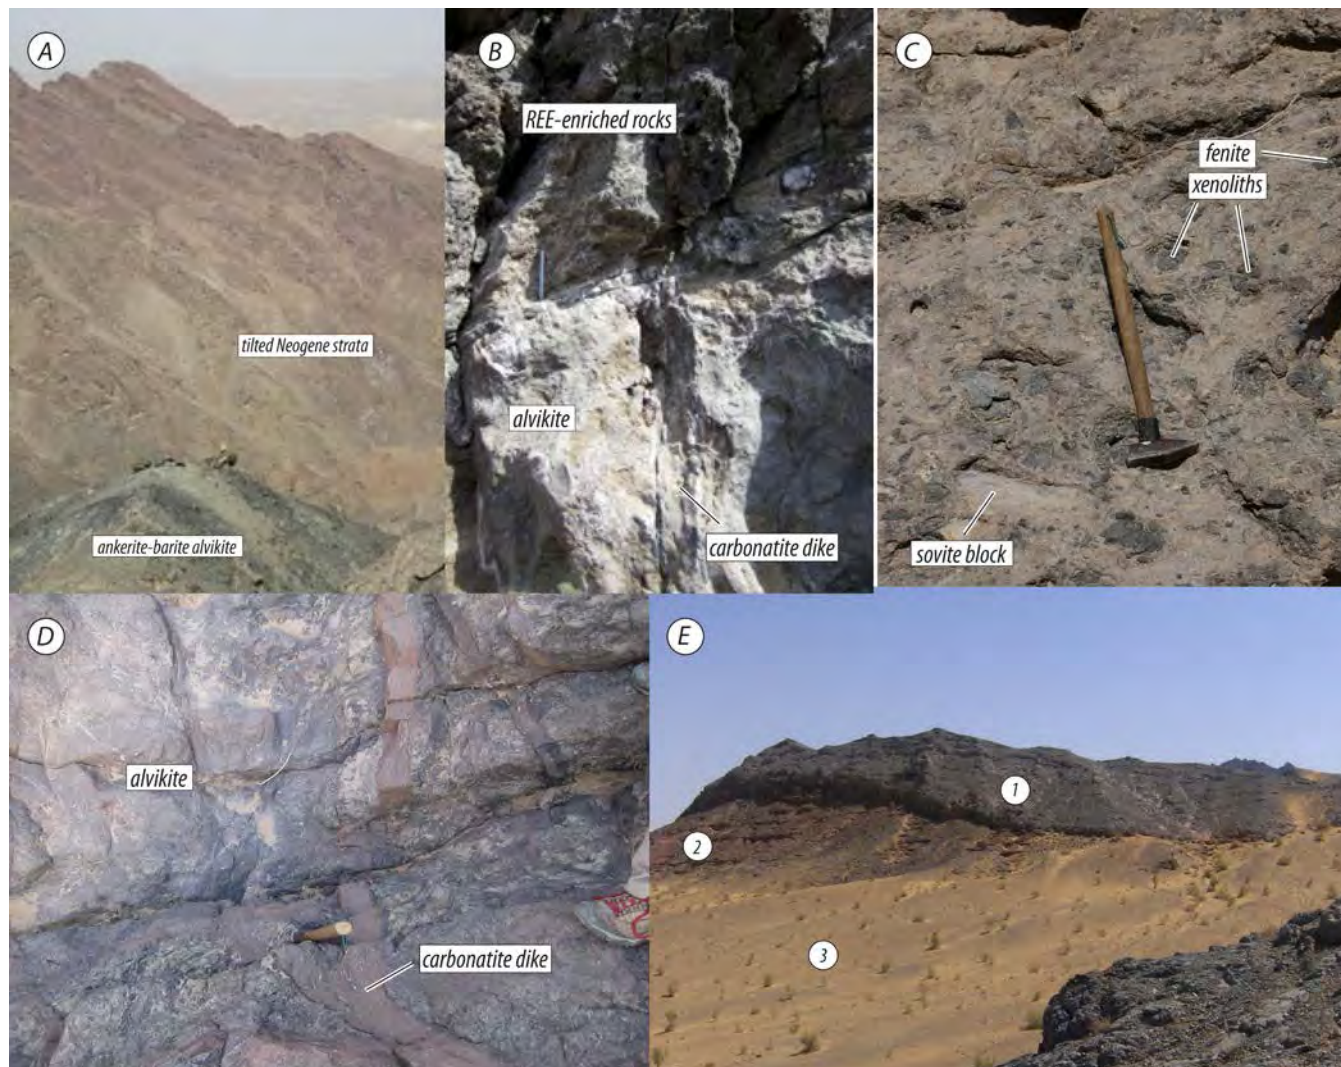 A
tilted Neogene strata
ankerite-barite alvikite
B
REE-enriched rocks
alvikite
carbonatite dike
C
fenite
xenoliths
sovite block
D
alvikite
carbonatite dike
E
1
2
3